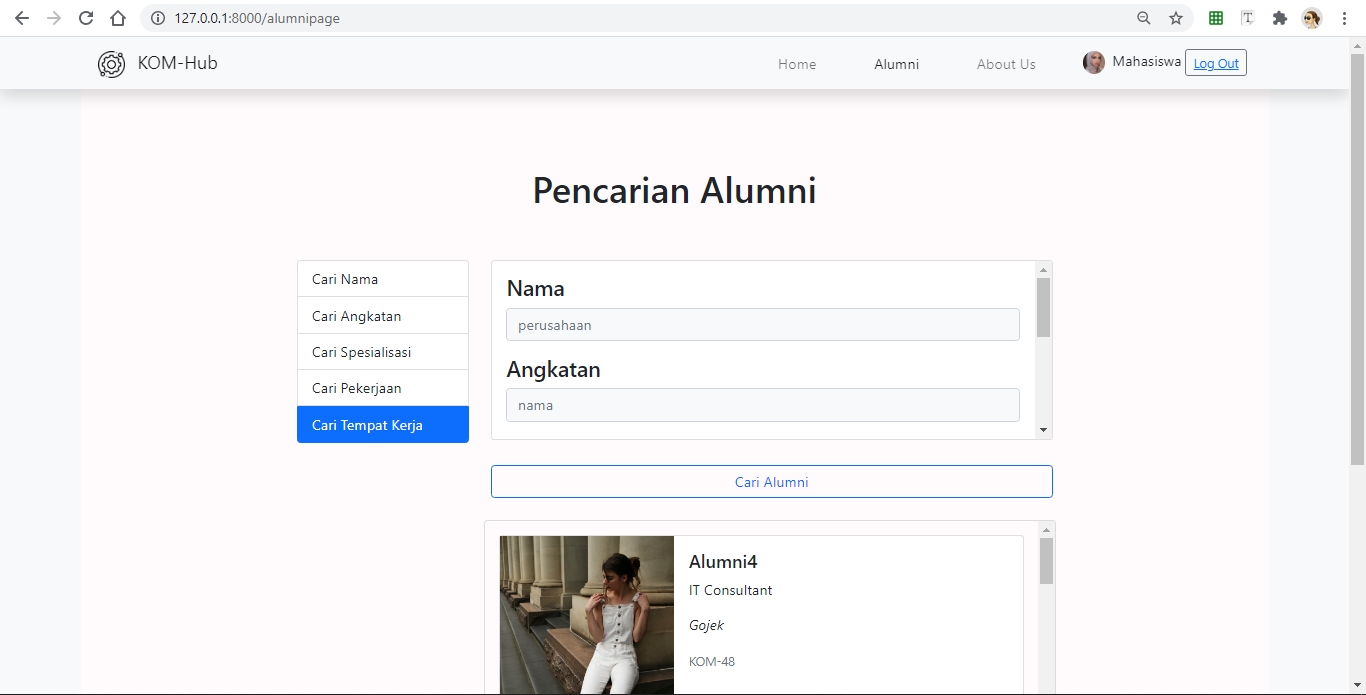 127.0.0.1:8000/alumnipage
KOM-Hub
Home
Alumni
About Us
Mahasiswa
Log Out
Pencarian Alumni
Cari Nama
Cari Angkatan
Cari Spesialisasi
Cari Pekerjaan
Cari Tempat Kerja
Nama
perusahaan
Angkatan
nama
Cari Alumni
Alumni4
IT Consultant
Gojek
KOM-48